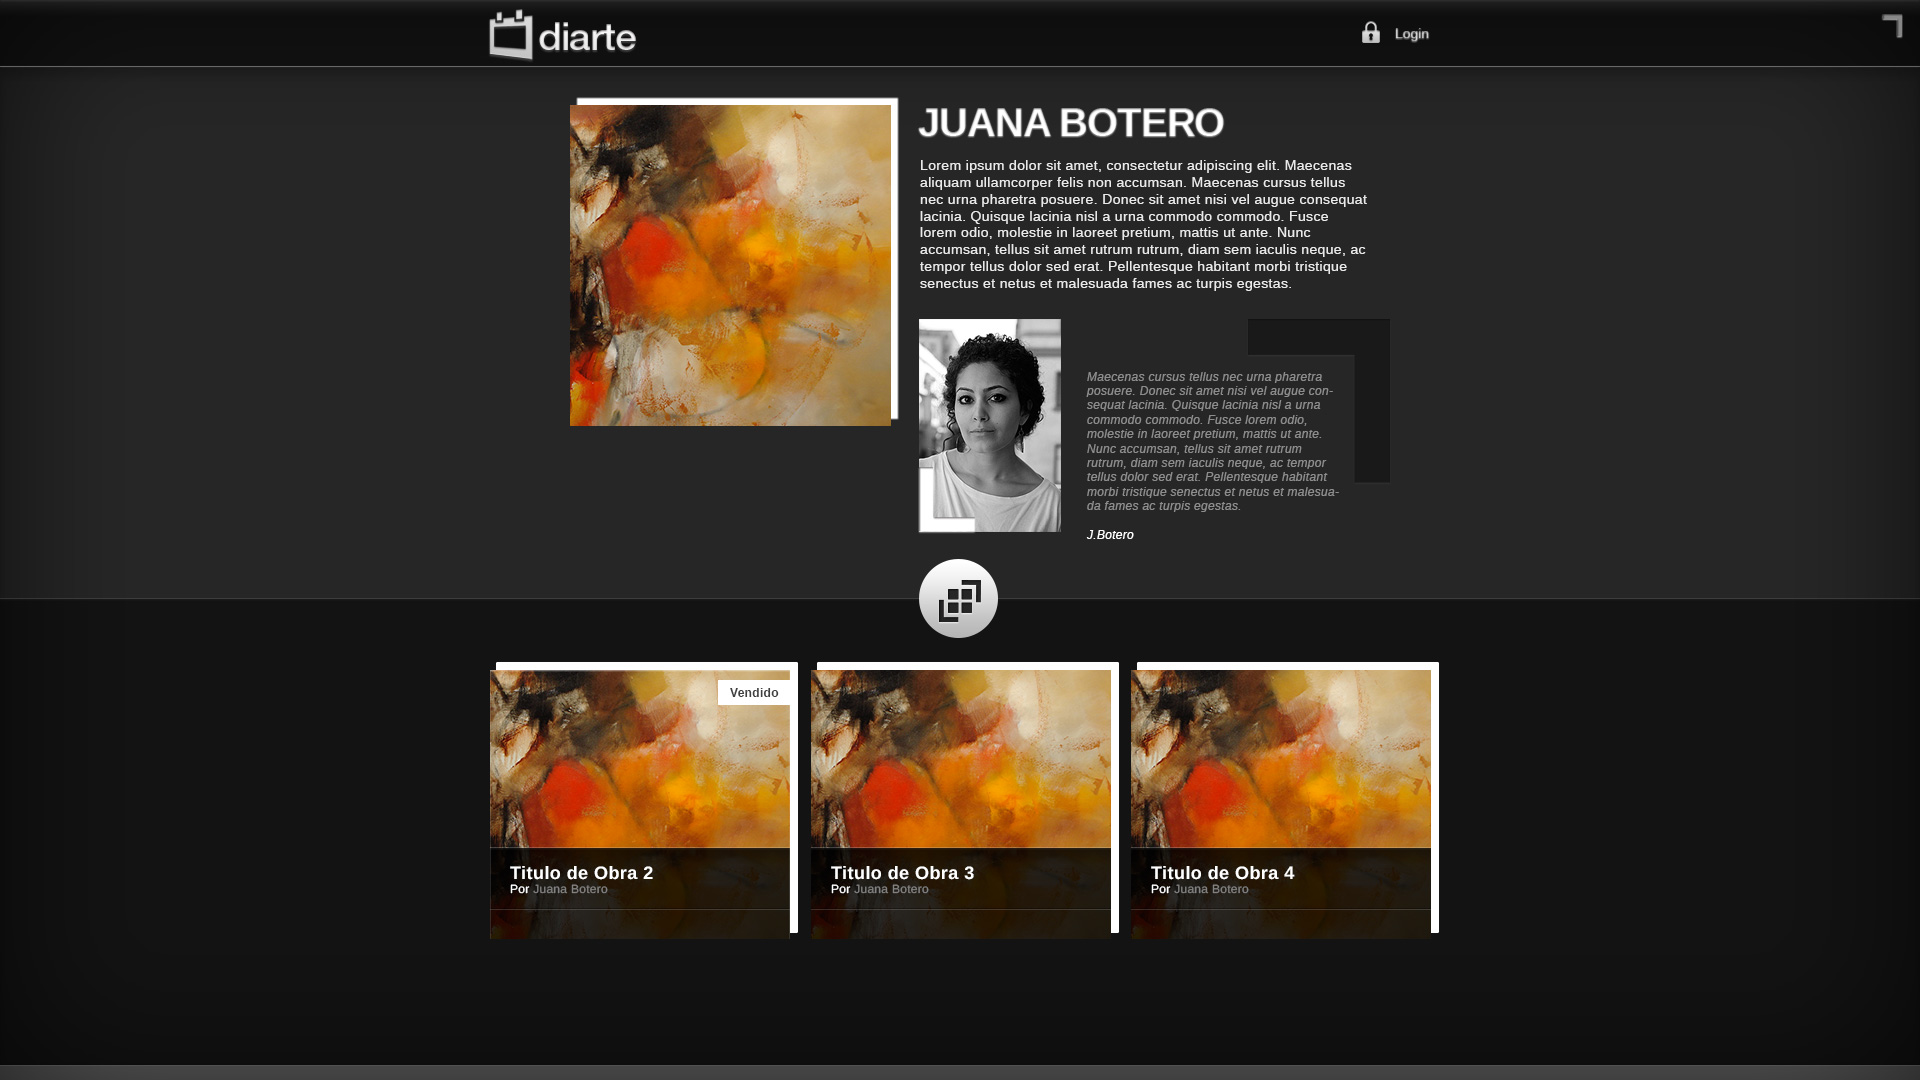 diarte
Login
JUANA BOTERO
Lorem ipsum dolor sit amet, consectetur adipiscing elit. Maecenas
aliquam ullamcorper felis non accumsan. Maecenas cursus tellus
nec urna pharetra posuere. Donec sit amet nisi vel augue consequat
lacinia. Quisque lacinia nisl a urna commodo commodo. Fusce
lorem odio, molestie in laoreet pretium, mattis ut ante. Nunc
accumsan, tellus sit amet rutrum rutrum, diam sem iaculis neque, ac
tempor tellus dolor sed erat. Pellentesque habitant morbi tristique
senectus et netus et malesuada fames ac turpis egestas.
Maecenas cursus tellus nec urna pharetra
posuere. Donec sit amet nisi vel augue con-
sequat lacinia. Quisque lacinia nisl a urna
commodo commodo. Fusce lorem odio,
molestie in laoreet pretium, mattis ut ante.
Nunc accumsan, tellus sit amet rutrum
rutrum, diam sem iaculis neque, ac tempor
tellus dolor sed erat. Pellentesque habitant
morbi tristique senectus et netus et malesua-
da fames ac turpis egestas.
J.Botero
Vendido
Titulo de Obra 2
Por Juana Botero
Titulo de Obra 3
Por Juana Botero
Titulo de Obra 4
Por Juana Botero